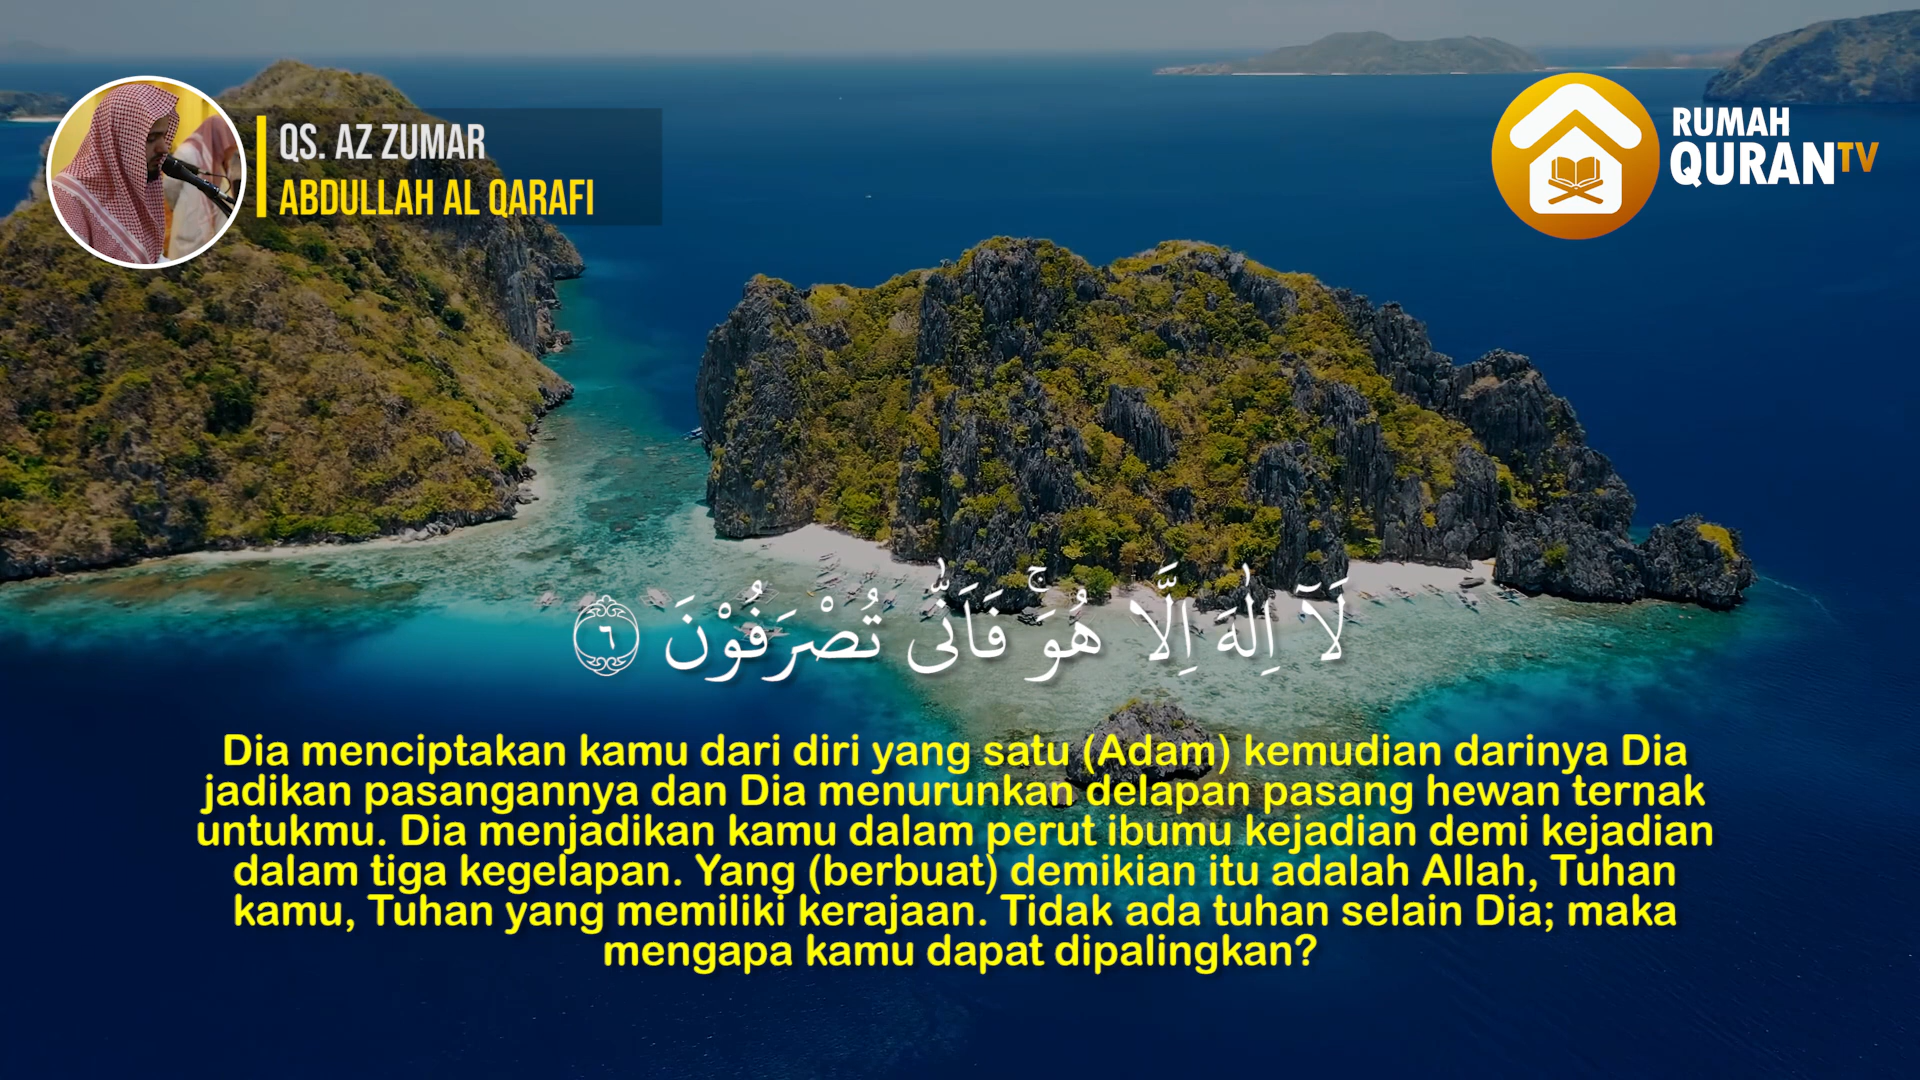 QS. AZ ZUMAR
ABDULLAH AL QARAFI
RUMAH
QURANTV
لَآ اِلٰهَ اِلَّا هُوَۚ فَاَنّٰى تُصْرَفُوْنَ ٦
Dia menciptakan kamu dari diri yang satu (Adam) kemudian darinya Dia
jadikan pasangannya dan Dia menurunkan delapan pasang hewan ternak
untukmu. Dia menjadikan kamu dalam perut ibumu kejadian demi kejadian
dalam tiga kegelapan. Yang (berbuat) demikian itu adalah Allah, Tuhan
kamu, Tuhan yang memiliki kerajaan. Tidak ada tuhan selain Dia; maka
mengapa kamu dapat dipalingkan?